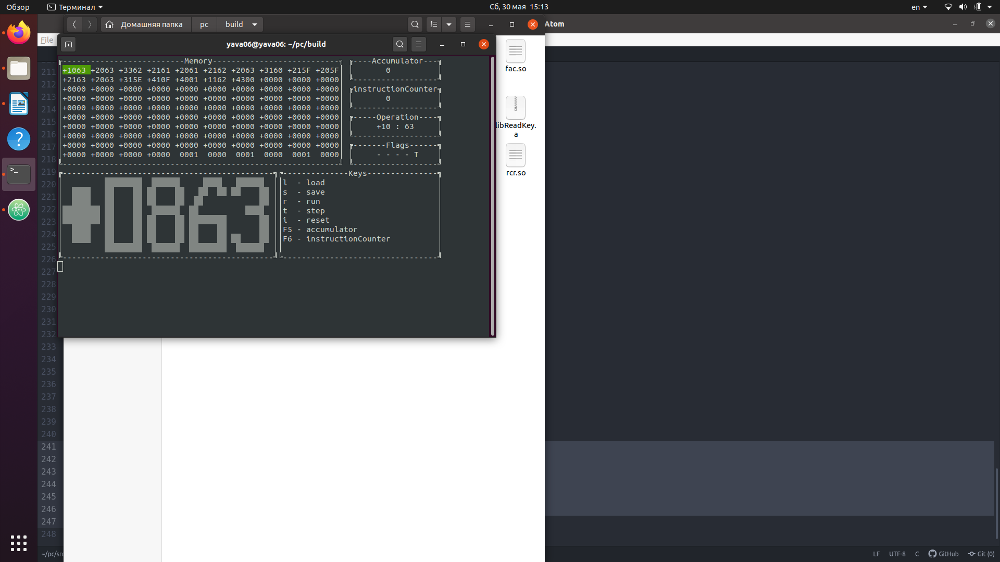 Обзор Терминал Сб, 30 мая 15:13 en
Домашняя папка pc build Atom
File
yava06@yava06: ~/pc/build
Memory
+1063 +2063 +3362 +2161 +2061 +2162 +2063 +3160 +215F +205F
+2163 +2063 +315E +410F +4001 +1162 +4300 +0000 +0000 +0000
+0000 +0000 +0000 +0000 +0000 +0000 +0000 +0000 +0000 +0000
+0000 +0000 +0000 +0000 +0000 +0000 +0000 +0000 +0000 +0000
+0000 +0000 +0000 +0000 +0000 +0000 +0000 +0000 +0000 +0000
+0000 +0000 +0000 +0000 +0000 +0000 +0000 +0000 +0000 +0000
+0000 +0000 +0000 +0000 +0000 +0000 +0000 +0000 +0000 +0000
+0000 +0000 +0000 +0000 +0000 +0000 +0000 +0000 +0000 +0000
+0000 +0000 +0000 +0000 +0000 +0000 +0000 +0000 +0000 +0000
+0000 +0000 +0000 +0000 0001 0000 0001 0000 0001 0000
Accumulator
0
instructionCounter
0
Operation
+10 : 63
Flags
- - - - T
+0863
Keys
l - load
s - save
r - run
t - step
i - reset
F5 - accumulator
F6 - instructionCounter
fac.so
libReadKey.
a
rcr.so
211
212
213
214
215
216
217
218
219
220
221
222
223
224
225
226
227
228
229
230
231
232
233
234
235
236
237
238
239
240
241
242
243
244
245
246
247
248
~/pc/src
LF UTF-8 C GitHub Git (0)